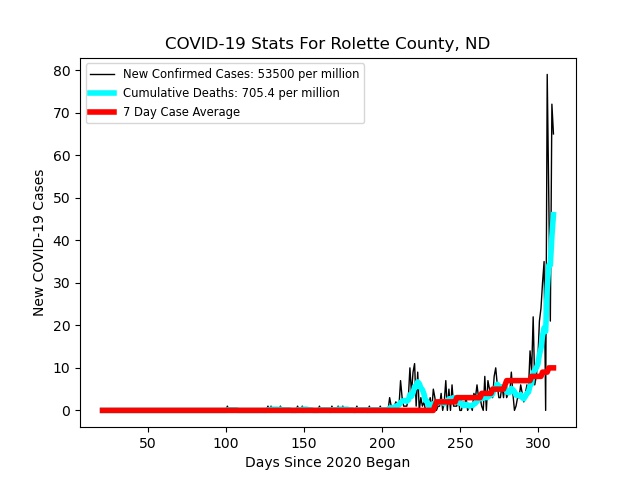 COVID-19 Stats For Rolette County, ND
New Confirmed Cases: 53500 per million
Cumulative Deaths: 705.4 per million
7 Day Case Average
80
70
60
50
40
30
20
10
0
New COVID-19 Cases
50 100 150 200 250 300
Days Since 2020 Began